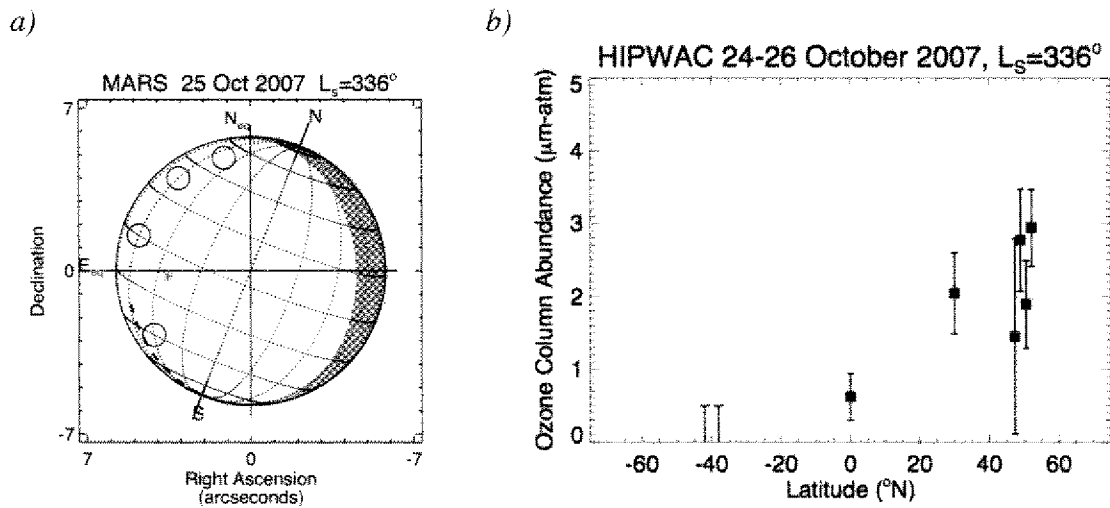 a)
b)
MARS 25 Oct 2007 Ls=336°
7
0
-7
Declination
N
S
7 0 -7
Right Ascension
(arcseconds)
HIPWAC 24-26 October 2007, Ls=336°
Ozone Column Abundance (μm-atm)
5
4
3
2
1
0
-60 -40 -20 0 20 40 60
Latitude (°N)